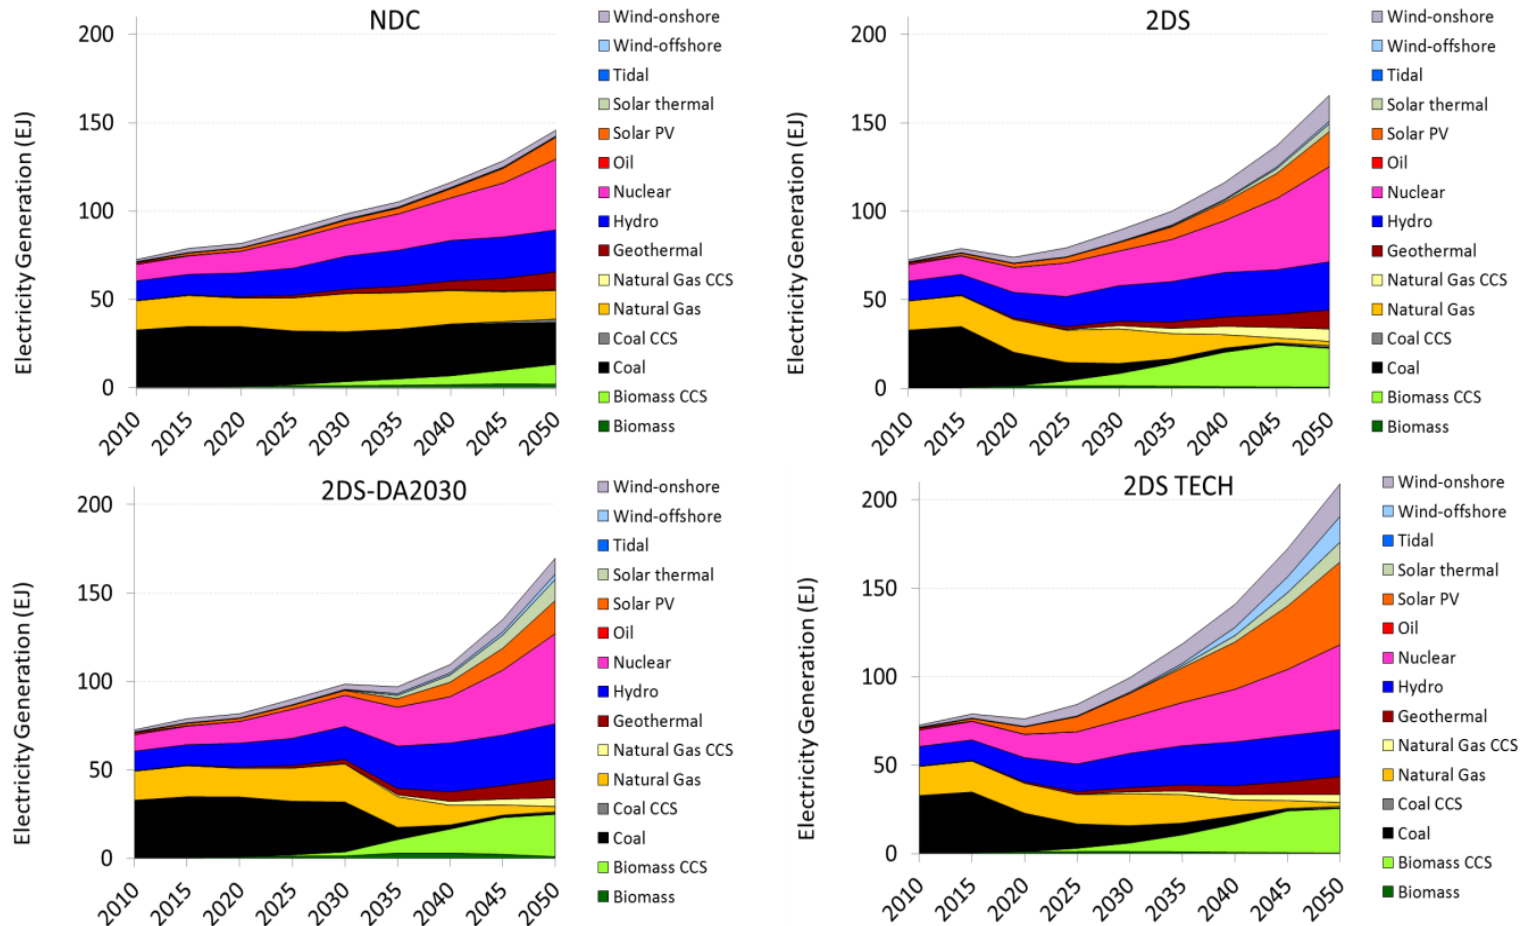 NDC
Electricity Generation (EJ)
200
150
100
50
0
2010
2015
2020
2025
2030
2035
2040
2045
2050
Wind-onshore
Wind-offshore
Tidal
Solar thermal
Solar PV
Oil
Nuclear
Hydro
Geothermal
Natural Gas CCS
Natural Gas
Coal CCS
Coal
Biomass CCS
Biomass
2DS
Electricity Generation (EJ)
200
150
100
50
0
2010
2015
2020
2025
2030
2035
2040
2045
2050
Wind-onshore
Wind-offshore
Tidal
Solar thermal
Solar PV
Oil
Nuclear
Hydro
Geothermal
Natural Gas CCS
Natural Gas
Coal CCS
Coal
Biomass CCS
Biomass
2DS-DA2030
Electricity Generation (EJ)
200
150
100
50
0
2010
2015
2020
2025
2030
2035
2040
2045
2050
Wind-onshore
Wind-offshore
Tidal
Solar thermal
Solar PV
Oil
Nuclear
Hydro
Geothermal
Natural Gas CCS
Natural Gas
Coal CCS
Coal
Biomass CCS
Biomass
2DS TECH
Electricity Generation (EJ)
200
150
100
50
0
2010
2015
2020
2025
2030
2035
2040
2045
2050
Wind-onshore
Wind-offshore
Tidal
Solar thermal
Solar PV
Oil
Nuclear
Hydro
Geothermal
Natural Gas CCS
Natural Gas
Coal CCS
Coal
Biomass CCS
Biomass